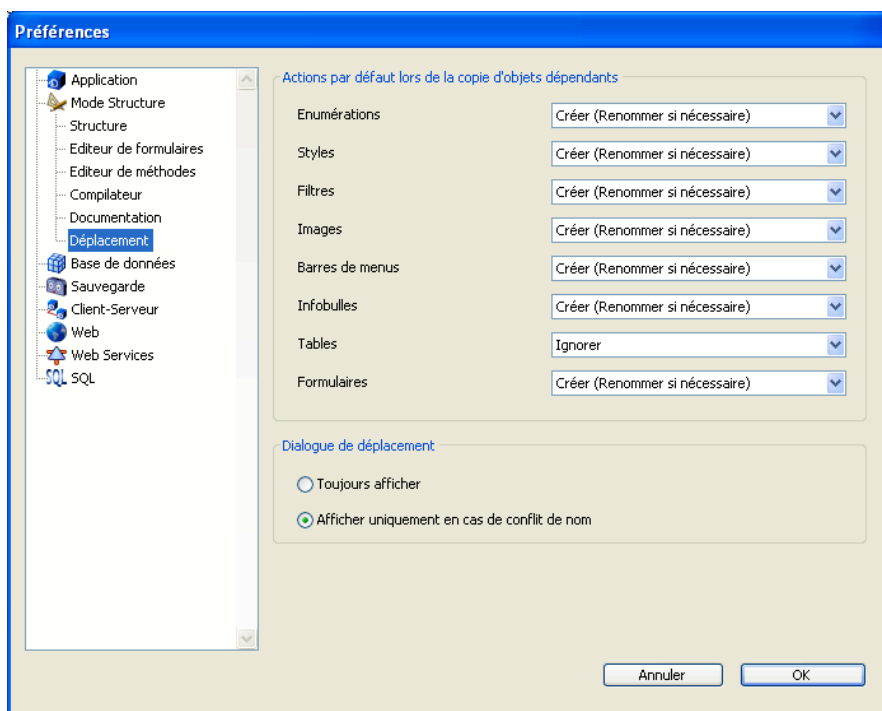 Préférences
Application
Mode Structure
Structure
Editeur de formulaires
Editeur de méthodes
Compilateur
Documentation
Déplacement
Base de données
Sauvegarde
Client-Serveur
Web
Web Services
SQL SQL
Actions par défaut lors de la copie d'objets dépendants
Enumérations Créer (Renommer si nécessaire)
Styles Créer (Renommer si nécessaire)
Filtres Créer (Renommer si nécessaire)
Images Créer (Renommer si nécessaire)
Barres de menus Créer (Renommer si nécessaire)
Infobulles Créer (Renommer si nécessaire)
Tables Ignorer
Formulaires Créer (Renommer si nécessaire)
Dialogue de déplacement
Toujours afficher
Afficher uniquement en cas de conflit de nom
Annuler OK